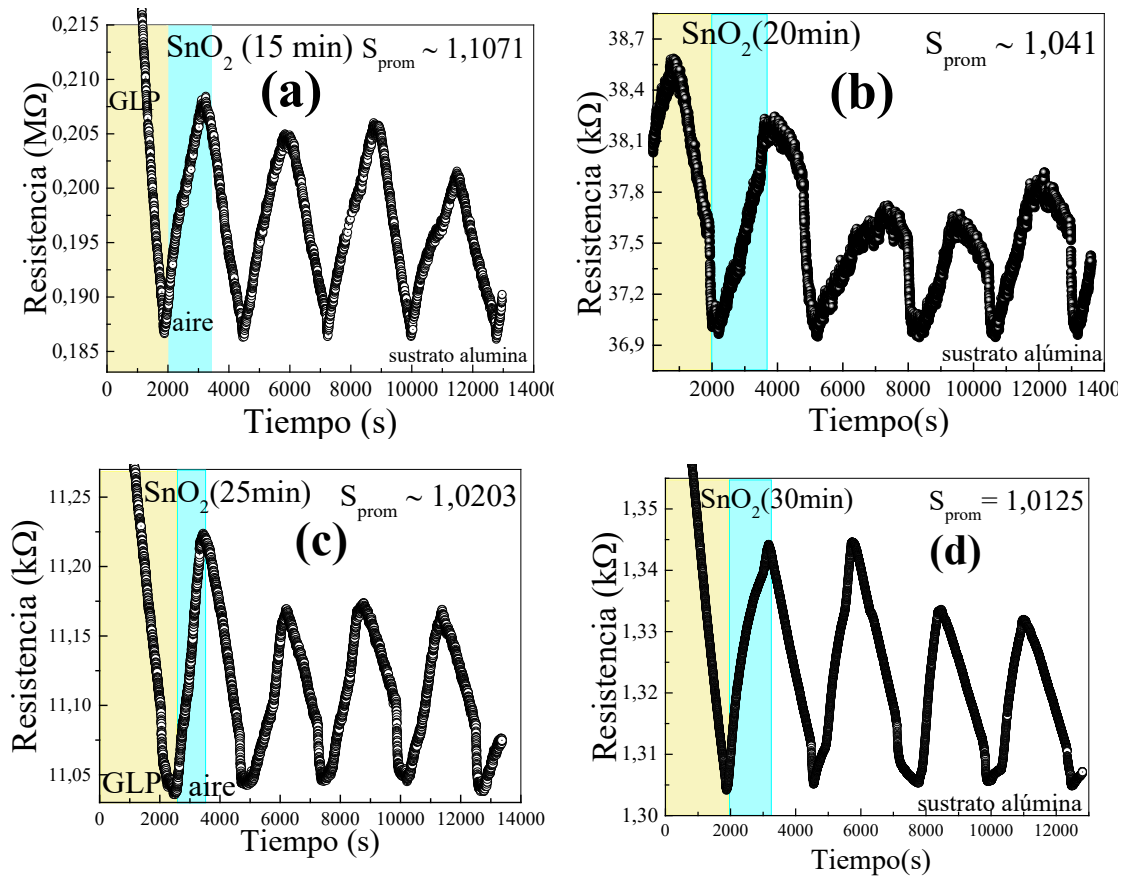 SnO2 (15 min) Sprom ~ 1,1071
(a)
GLP
aire
sustrato alumina
Resistencia (MΩ)
0,215
0,210
0,205
0,200
0,195
0,190
0,185
0 2000 4000 6000 8000 10000 12000 14000
Tiempo (s)
SnO2(20min) Sprom ~ 1,041
(b)
sustrato alúmina
Resistencia (kΩ)
38,7
38,4
38,1
37,8
37,5
37,2
36,9
2000 4000 6000 8000 10000 12000 1400
Tiempo(s)
SnO2(25min) Sprom ~ 1,0203
(c)
GLP aire
Resistencia (kΩ)
11,25
11,20
11,15
11,10
11,05
0 2000 4000 6000 8000 10000 12000 14000
Tiempo (s)
SnO2(30min) Sprom = 1,0125
(d)
sustrato alúmina
Resistencia (kΩ)
1,35
1,34
1,33
1,32
1,31
1,30
0 2000 4000 6000 8000 10000 12000
Tiempo(s)